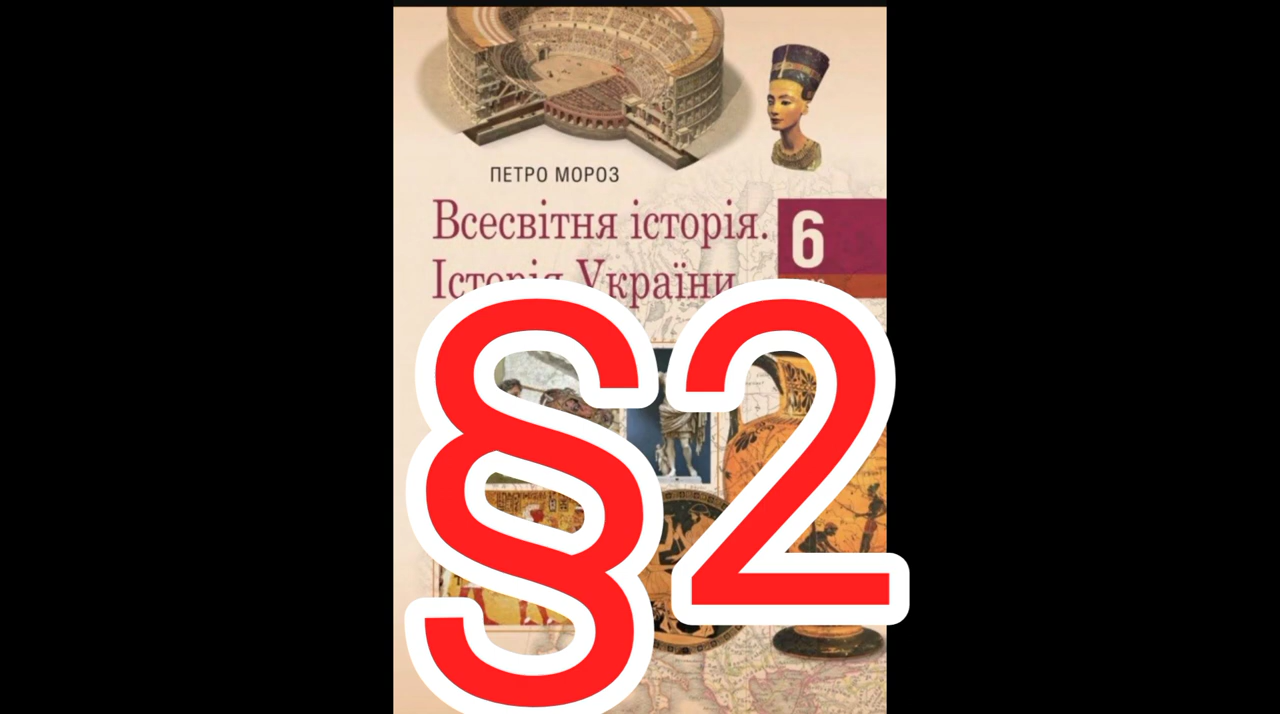 ПЕТРО МОРОЗ
Всесвітня історія.
6
Історія України
§2